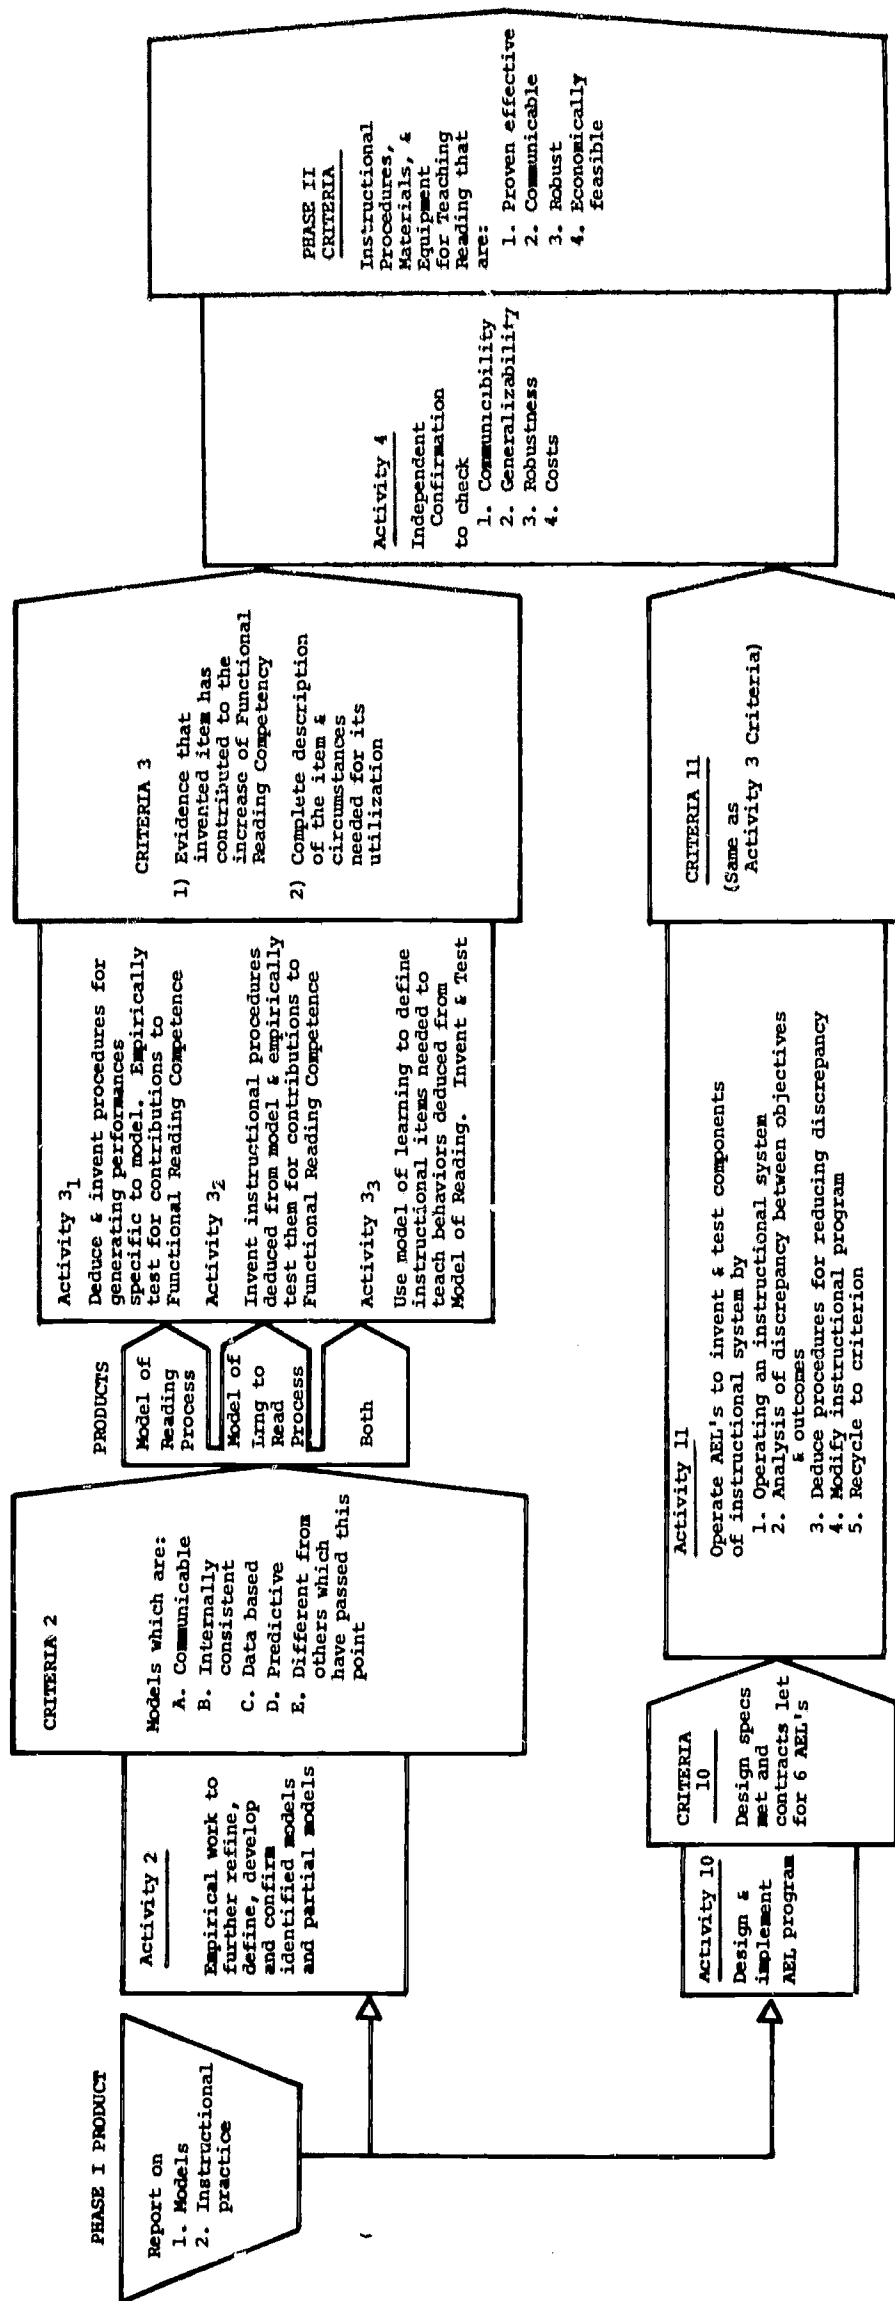 PHASE I PRODUCT
Report on
1. Models
2. Instructional
practice
Activity 2
Empirical work to
further refine,
define, develop
and confirm
identified models
and partial models
CRITERIA 2
Models which are:
A. Communicable
B. Internally
consistent
C. Data based
D. Predictive
E. Different from
others which
have passed this
point
PRODUCTS
Model of
Reading
Process
Model of
Lrng to
Read
Process
Both
Activity 3₁
Deduce & invent procedures for
generating performances
specific to model. Empirically
test for contributions to
Functional Reading Competence
Activity 3₂
Invent instructional procedures
deduced from model & empirically
test them for contributions to
Functional Reading Competence
Activity 3₃
Use model of learning to define
instructional items needed to
teach behaviors deduced from
Model of Reading. Invent & Test
CRITERIA 3
1) Evidence that
invented item has
contributed to the
increase of Functional
Reading Competency
2) Complete description
of the item &
circumstances
needed for its
utilization
Activity 10
Design &
implement
AEL program
CRITERIA
10
Design specs
met and
contracts let
for 6 AEL's
Activity 11
Operate AEL's to invent & test components
of instructional system by
1. Operating an instructional system
2. Analysis of discrepancy between objectives
& outcomes
3. Deduce procedures for reducing discrepancy
4. Modify instructional program
5. Recycle to criterion
CRITERIA 11
(Same as
Activity 3 Criteria)
Activity 4
Independent
Confirmation
to check
1. Communicibility
2. Generalizability
3. Robustness
4. Costs
PHASE II
CRITERIA
Instructional
Procedures,
Materials, &
Equipment
for Teaching
Reading that
are:
1. Proven effective
2. Communicable
3. Robust
4. Economically
feasible